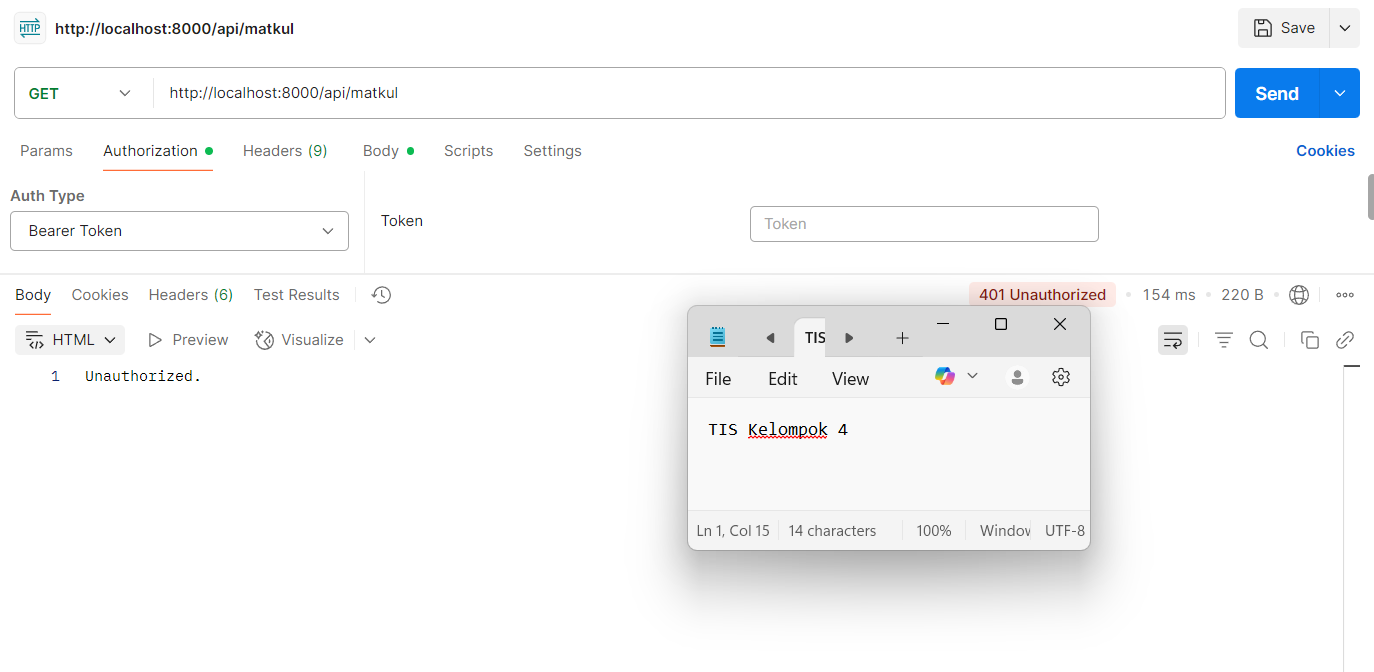 HTTP http://localhost:8000/api/matkul Save
GET http://localhost:8000/api/matkul Send
Params Authorization Headers (9) Body Scripts Settings Cookies
Auth Type
Bearer Token
Token
Token
Body Cookies Headers (6) Test Results 401 Unauthorized 154 ms 220 B
HTML Preview Visualize
1 Unauthorized.
TIS
File Edit View
TIS Kelompok 4
Ln 1, Col 15 14 characters 100% Window UTF-8